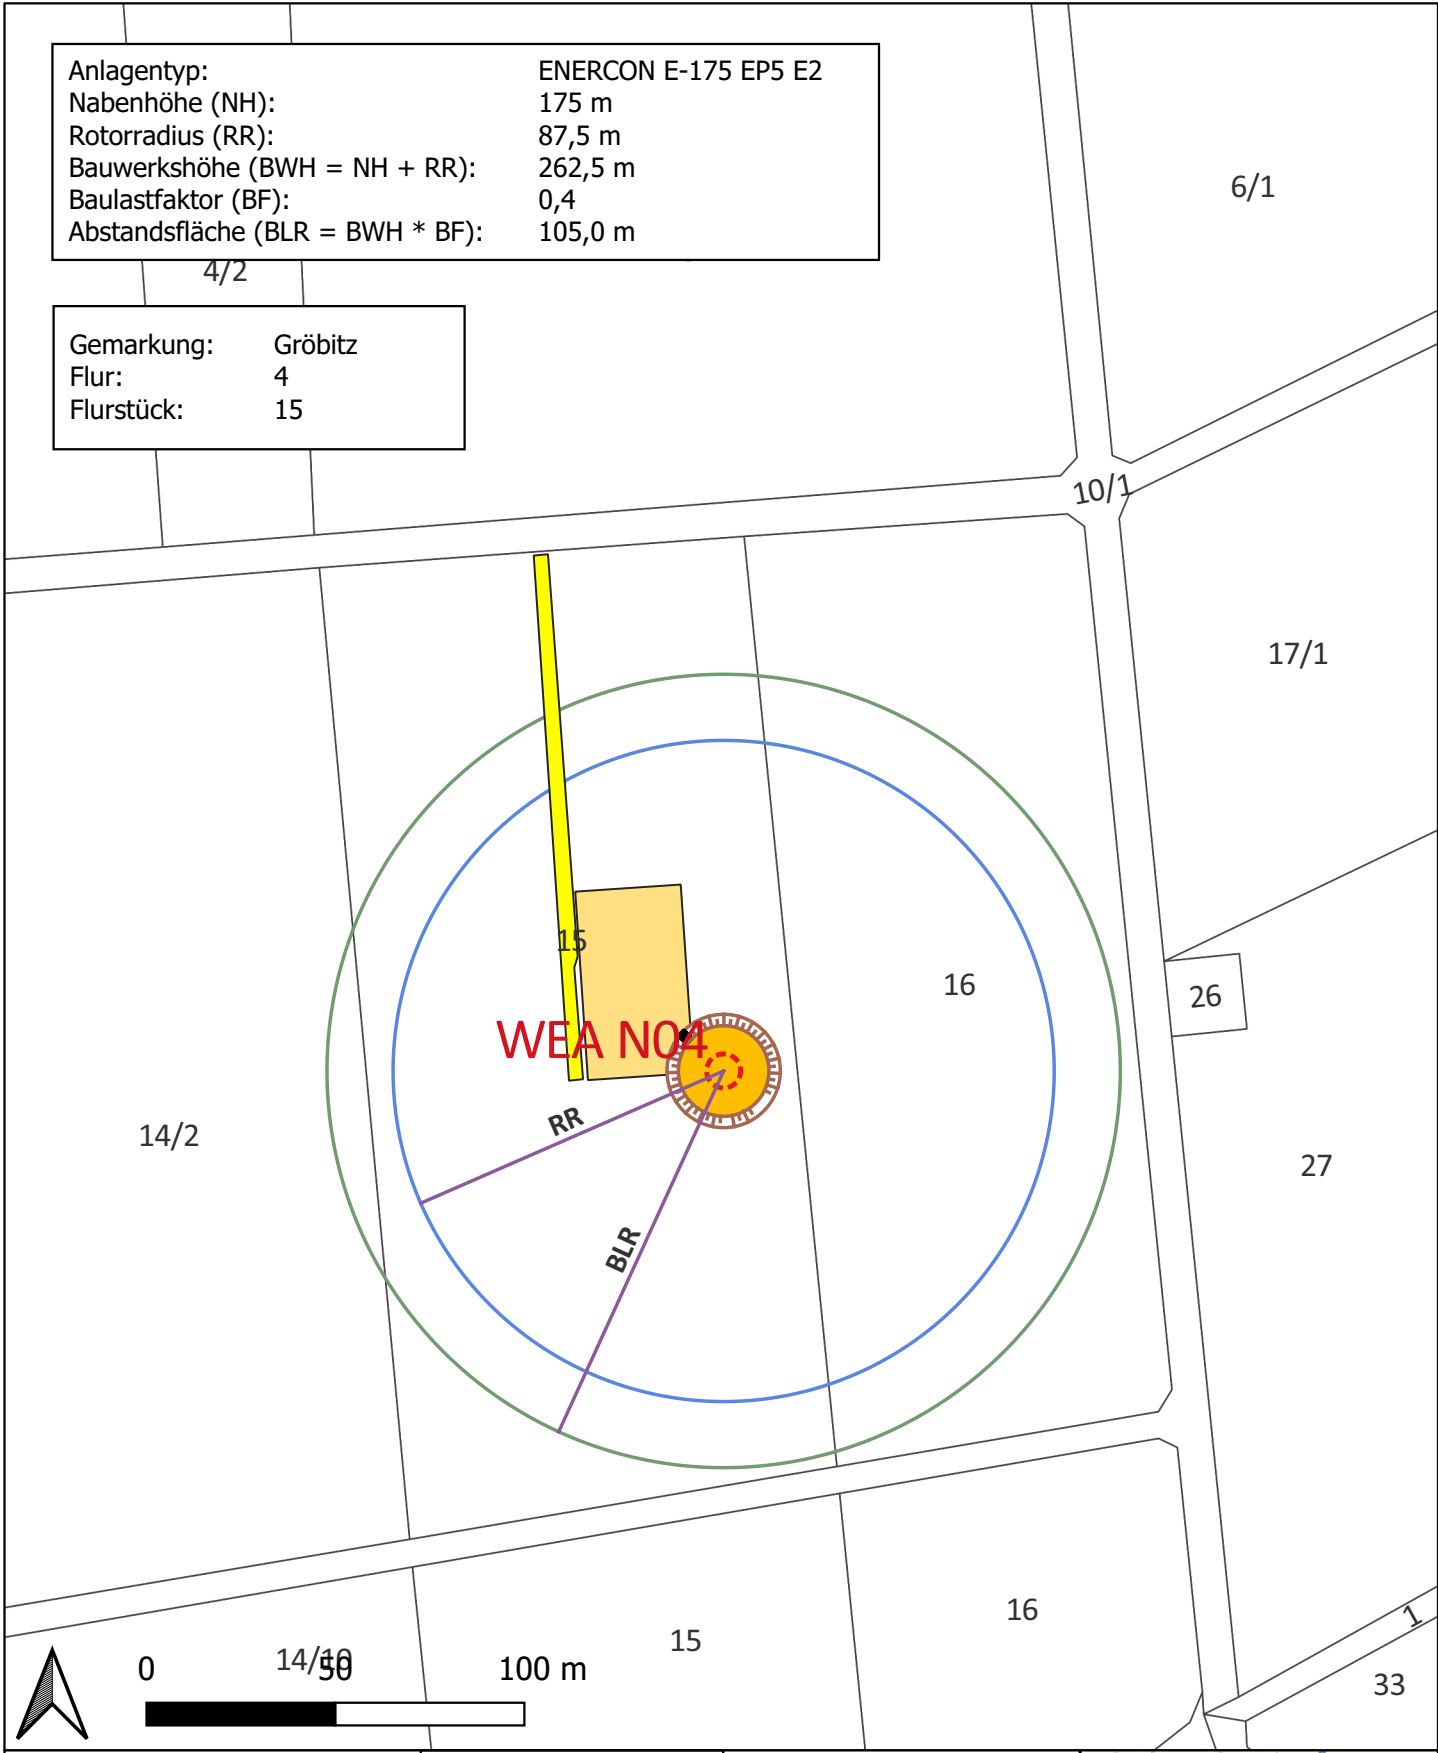 Anlagentyp: ENERCON E-175 EP5 E2
Nabenhöhe (NH): 175 m
Rotorradius (RR): 87,5 m
Bauwerkshöhe (BWH = NH + RR): 262,5 m
Baulastfaktor (BF): 0,4
Abstandsfläche (BLR = BWH * BF): 105,0 m
6/1
4/2
Gemarkung: Gröbitz
Flur: 4
Flurstück: 15
10/1
17/1
15
16
26
WEA N04
RR
14/2
27
BLR
16
1
15
14/10
0 50 100 m
33